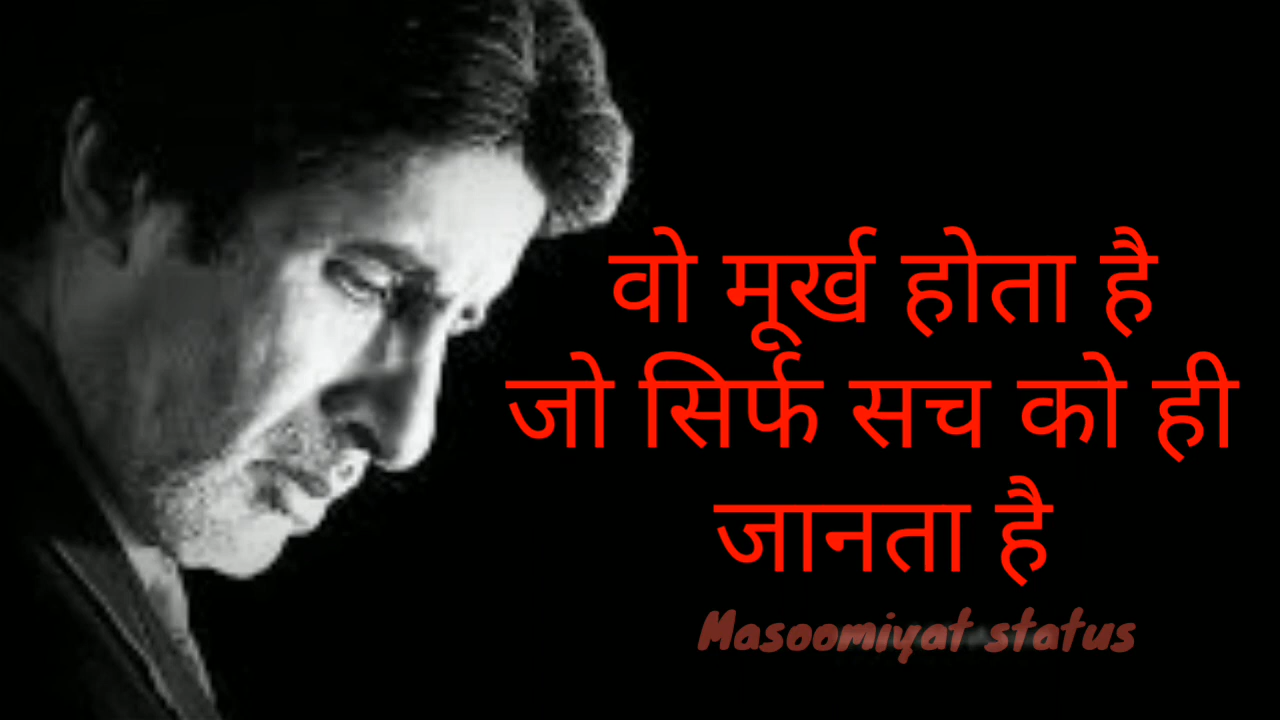 वो मूर्ख होता है
जो सिर्फ सच को ही
जानता है
Masoomiyat status